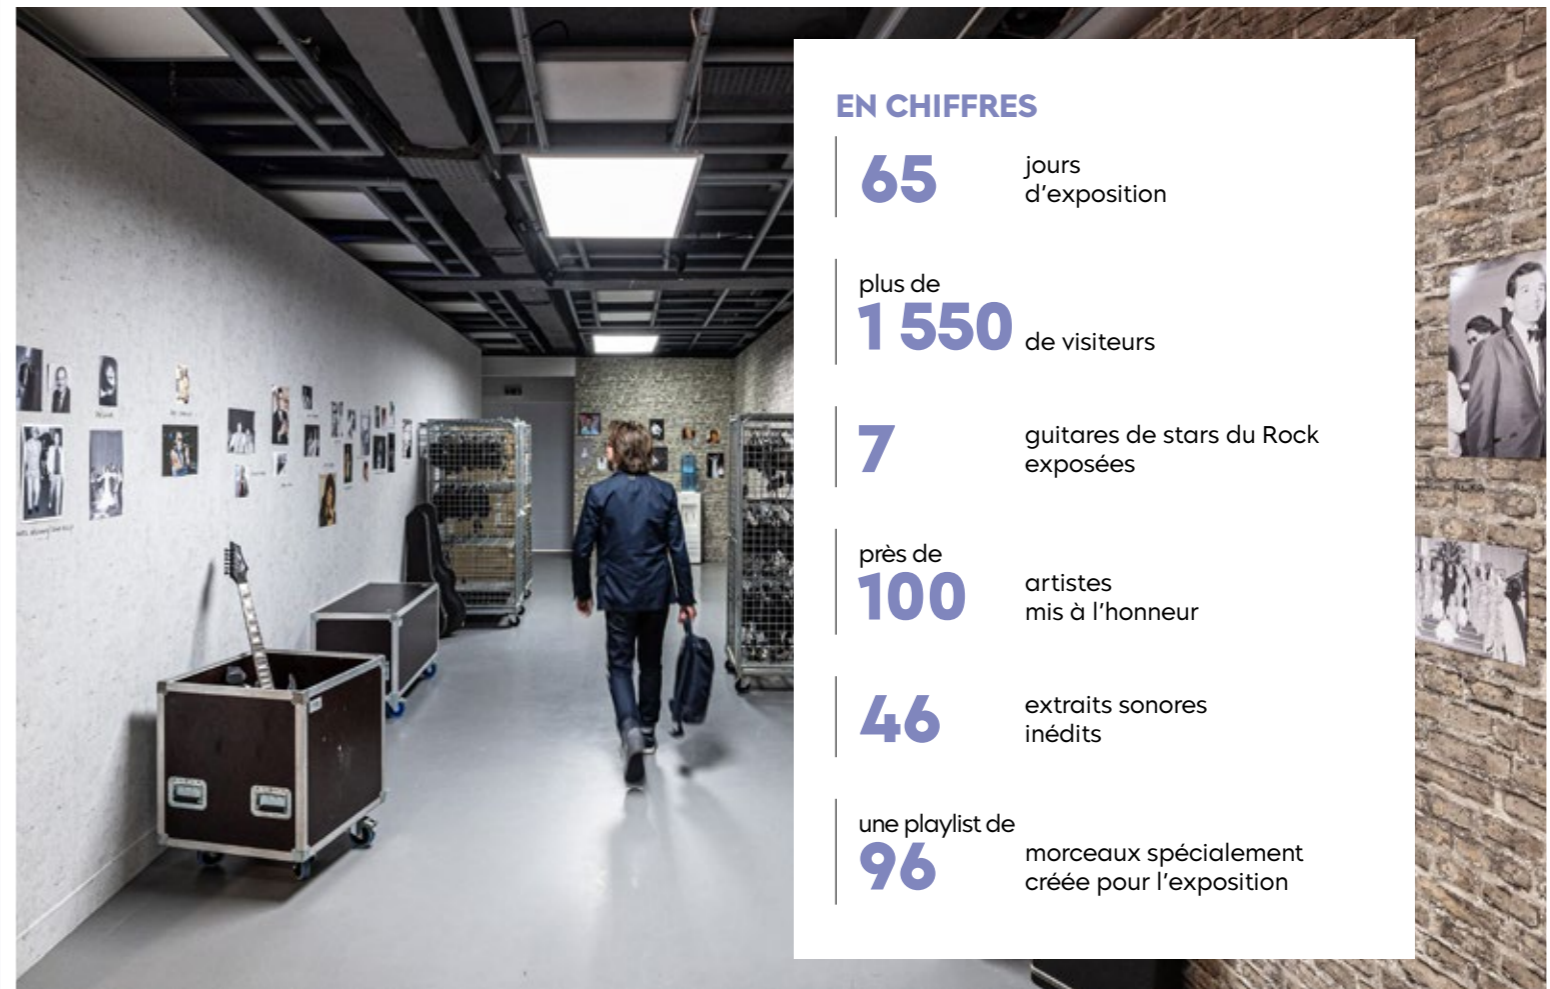 EN CHIFFRES
65 jours
d’exposition
plus de
1 550 de visiteurs
7 guitares de stars du Rock
exposées
près de
100 artistes
mis à l’honneur
46 extraits sonores
inédits
une playlist de
96 morceaux spécialement
créée pour l’exposition